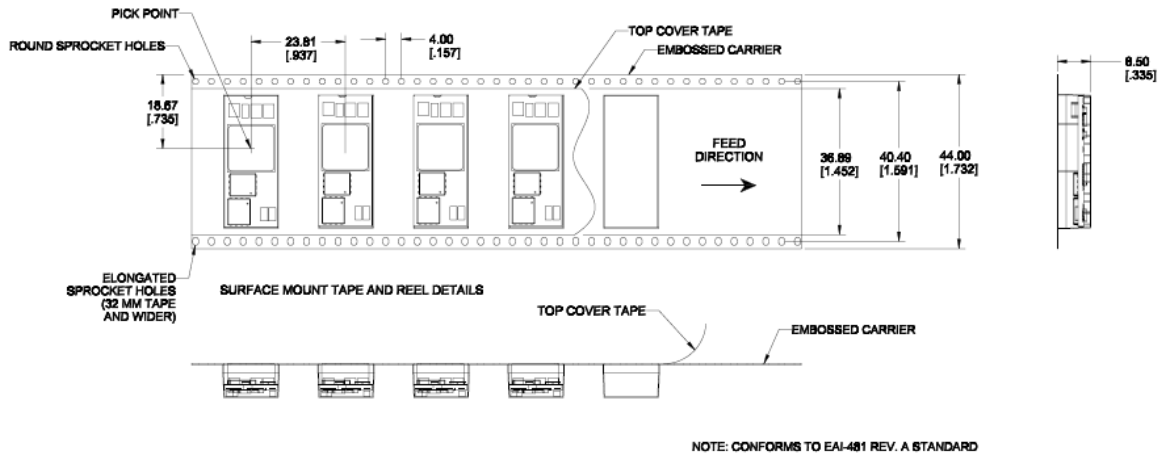 PICK POINT
ROUND SPROCKET HOLES
23.81
[.937]
4.00
[.157]
TOP COVER TAPE
EMBOSSED CARRIER
18.67
[.735]
FEED
DIRECTION
36.89
[1.452]
40.40
[1.591]
44.00
[1.732]
8.50
[.335]
ELONGATED
SPROCKET HOLES
(32 MM TAPE
AND WIDER)
SURFACE MOUNT TAPE AND REEL DETAILS
TOP COVER TAPE
EMBOSSED CARRIER
NOTE: CONFORMS TO EAI-481 REV. A STANDARD